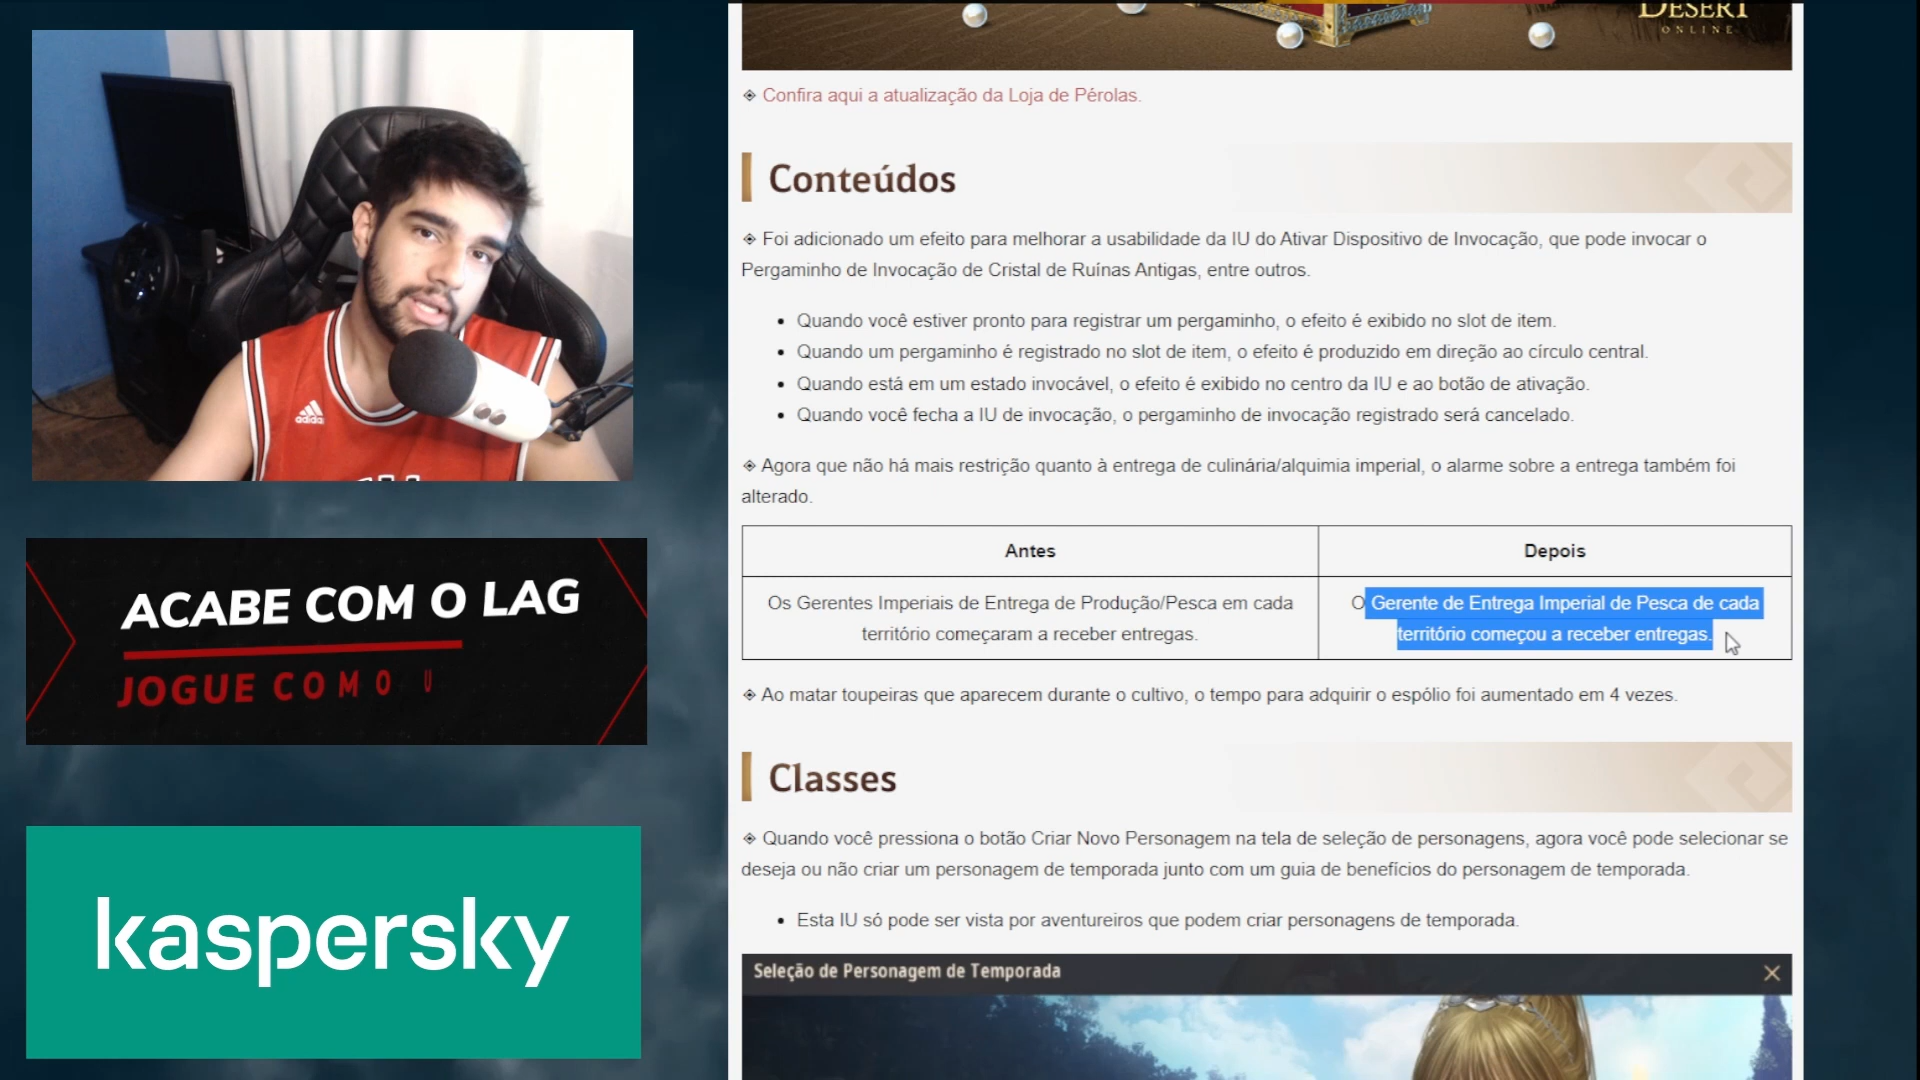 DESERT
ONLINE
Confira aqui a atualização da Loja de Pérolas.
Conteúdos
Foi adicionado um efeito para melhorar a usabilidade da IU do Ativar Dispositivo de Invocação, que pode invocar o
Pergaminho de Invocação de Cristal de Ruínas Antigas, entre outros.
• Quando você estiver pronto para registrar um pergaminho, o efeito é exibido no slot de item.
• Quando um pergaminho é registrado no slot de item, o efeito é produzido em direção ao círculo central.
• Quando está em um estado invocável, o efeito é exibido no centro da IU e ao botão de ativação.
• Quando você fecha a IU de invocação, o pergaminho de invocação registrado será cancelado.
Agora que não há mais restrição quanto à entrega de culinária/alquimia imperial, o alarme sobre a entrega também foi
alterado.
Antes
Depois
Os Gerentes Imperiais de Entrega de Produção/Pesca em cada
território começaram a receber entregas.
O Gerente de Entrega Imperial de Pesca de cada
território começou a receber entregas.
Ao matar toupeiras que aparecem durante o cultivo, o tempo para adquirir o espólio foi aumentado em 4 vezes.
Classes
Quando você pressiona o botão Criar Novo Personagem na tela de seleção de personagens, agora você pode selecionar se
deseja ou não criar um personagem de temporada junto com um guia de benefícios do personagem de temporada.
• Esta IU só pode ser vista por aventureiros que podem criar personagens de temporada.
Seleção de Personagem de Temporada
adidas
ACABE COM O LAG
JOGUE COMO U
kaspersky